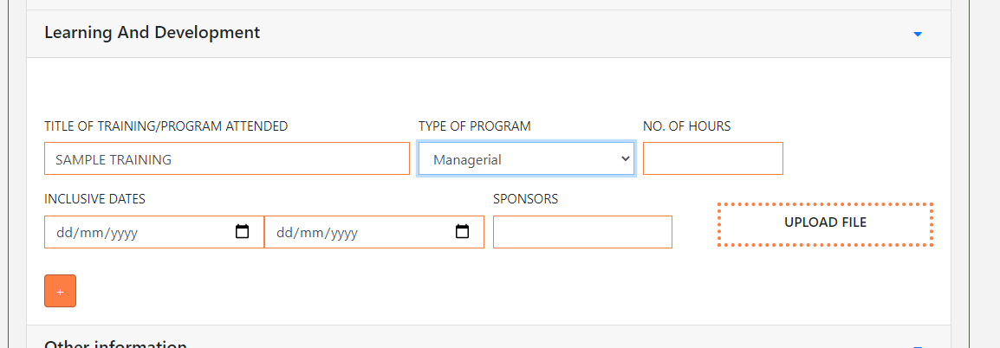 Learning And Development
TITLE OF TRAINING/PROGRAM ATTENDED TYPE OF PROGRAM NO. OF HOURS
SAMPLE TRAINING Managerial
INCLUSIVE DATES SPONSORS
UPLOAD FILE
dd/mm/yyyy dd/mm/yyyy
+
Other information